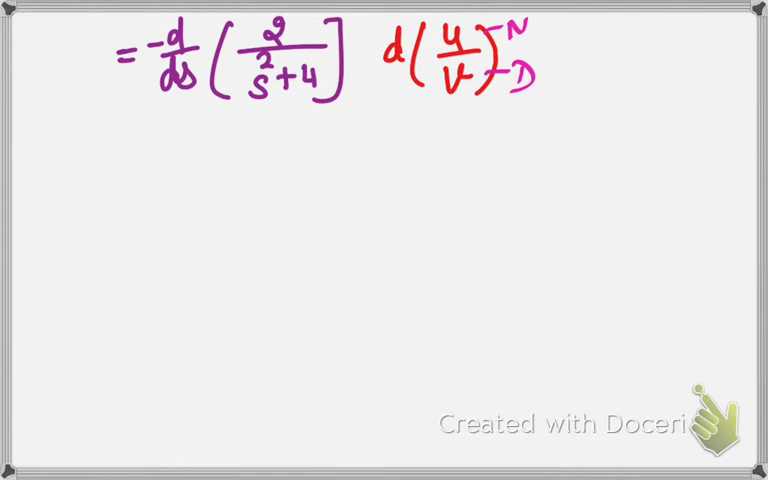 = -d/ds ( 2 / s²+4 ] d( u/v ) -N -D
Created with Doceri